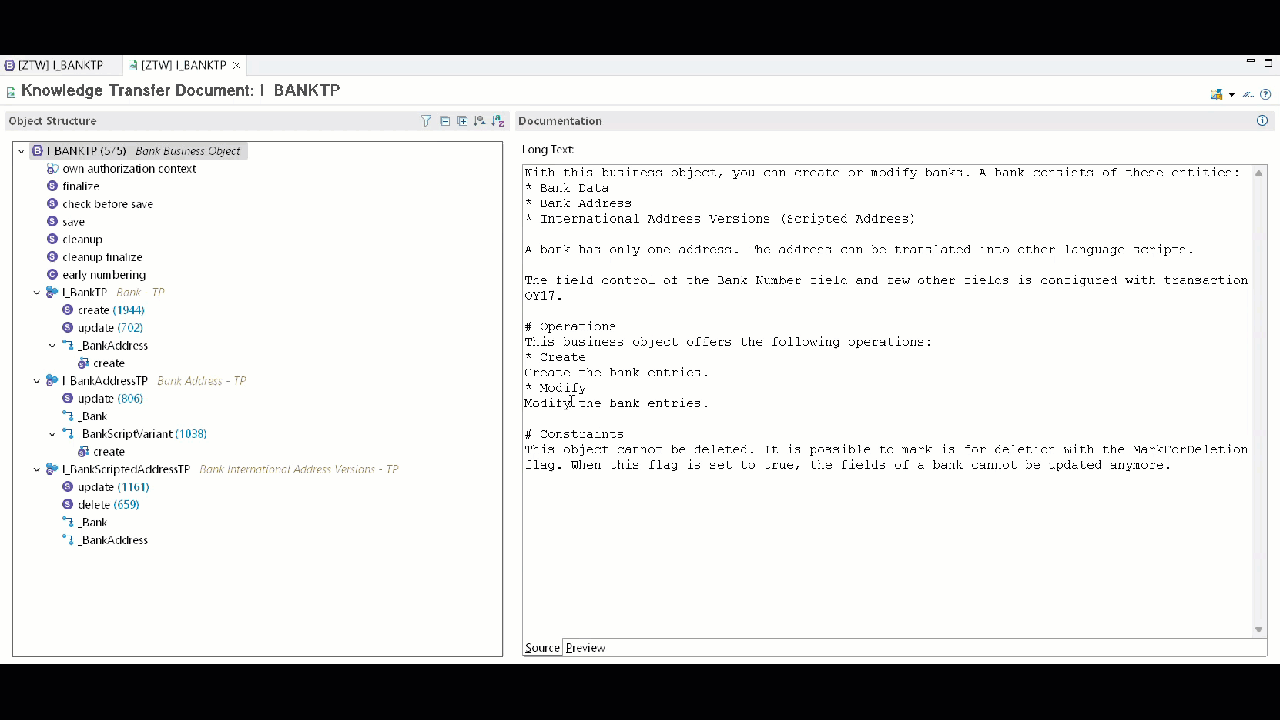 [ZTW] I_BANKTP
[ZTW] I_BANKTP
Knowledge Transfer Document: I_BANKTP
Object Structure
I_BANKTP (575) Bank Business Object
own authorization context
finalize
check before save
save
cleanup
cleanup finalize
early numbering
I_BankTP Bank - TP
create (1944)
update (702)
_BankAddress
create
I_BankAddressTP Bank Address - TP
update (806)
_Bank
_BankScriptVariant (1038)
create
I_BankScriptedAddressTP Bank International Address Versions - TP
update (1161)
delete (659)
_Bank
_BankAddress
Documentation
Long Text:
With this business object, you can create or modify banks. A bank consists of these entities:
* Bank Data
* Bank Address
* International Address Versions (Scripted Address)
A bank has only one address. The address can be translated into other language scripts.
The field control of the Bank Number field and few other fields is configured with transaction
OY17.
# Operations
This business object offers the following operations:
* Create
Create the bank entries.
* Modify
Modify the bank entries.
# Constraints
This object cannot be deleted. It is possible to mark is for deletion with the MarkForDeletion
flag. When this flag is set to true, the fields of a bank cannot be updated anymore.
Source
Preview